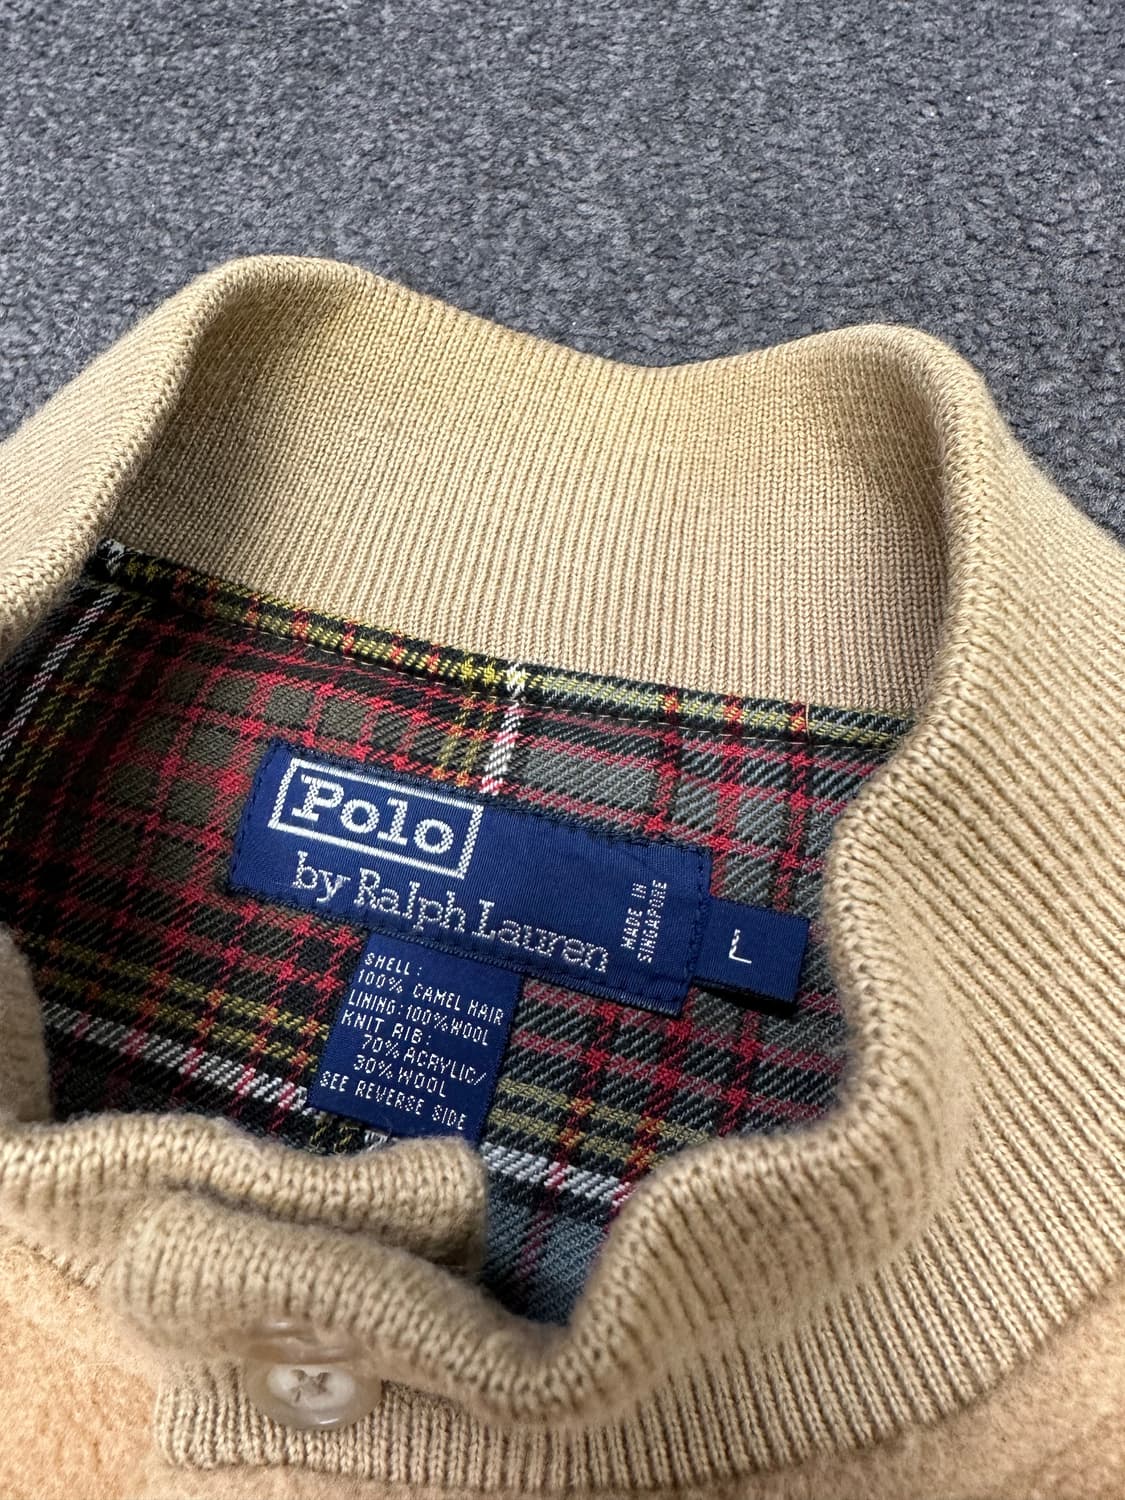 Polo
by Ralph Lauren
MADE IN
SINGAPORE
L
SHELL:
100% CAMEL HAIR
LINING:100% WOOL
KNIT RIB:
70% ACRYLIC/
30% WOOL
SEE REVERSE SIDE